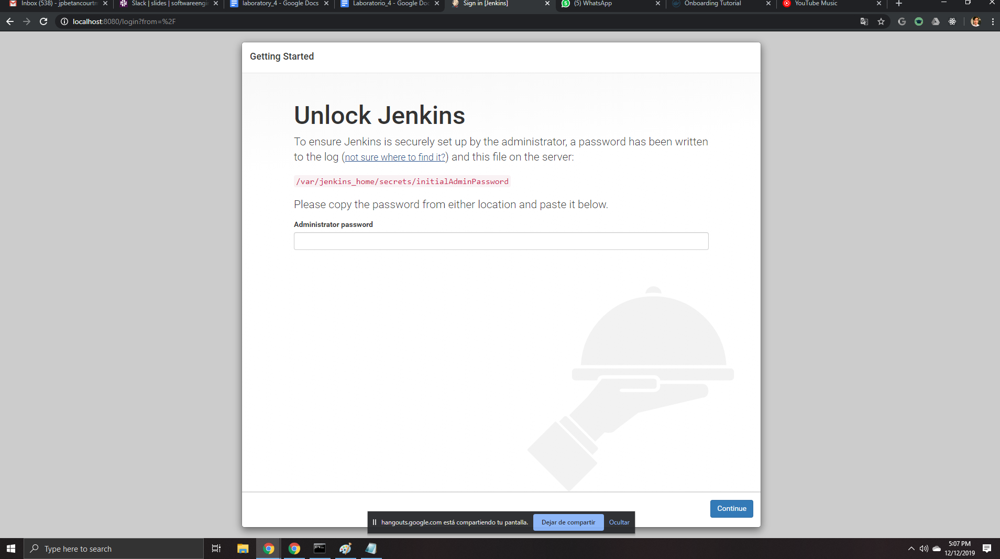 Inbox (538) - jpbetancourtm
Slack | slides | softwareengi
laboratory_4 - Google Docs
Laboratorio_4 - Google Doc
Sign in [Jenkins]
5
(5) WhatsApp
Onboarding Tutorial
YouTube Music
localhost:8080/login?from=%2F
Getting Started
Unlock Jenkins
To ensure Jenkins is securely set up by the administrator, a password has been written
to the log (not sure where to find it?) and this file on the server:
/var/jenkins_home/secrets/initialAdminPassword
Please copy the password from either location and paste it below.
Administrator password
Continue
hangouts.google.com está compartiendo tu pantalla.
Dejar de compartir
Ocultar
Type here to search
5:07 PM
12/12/2019